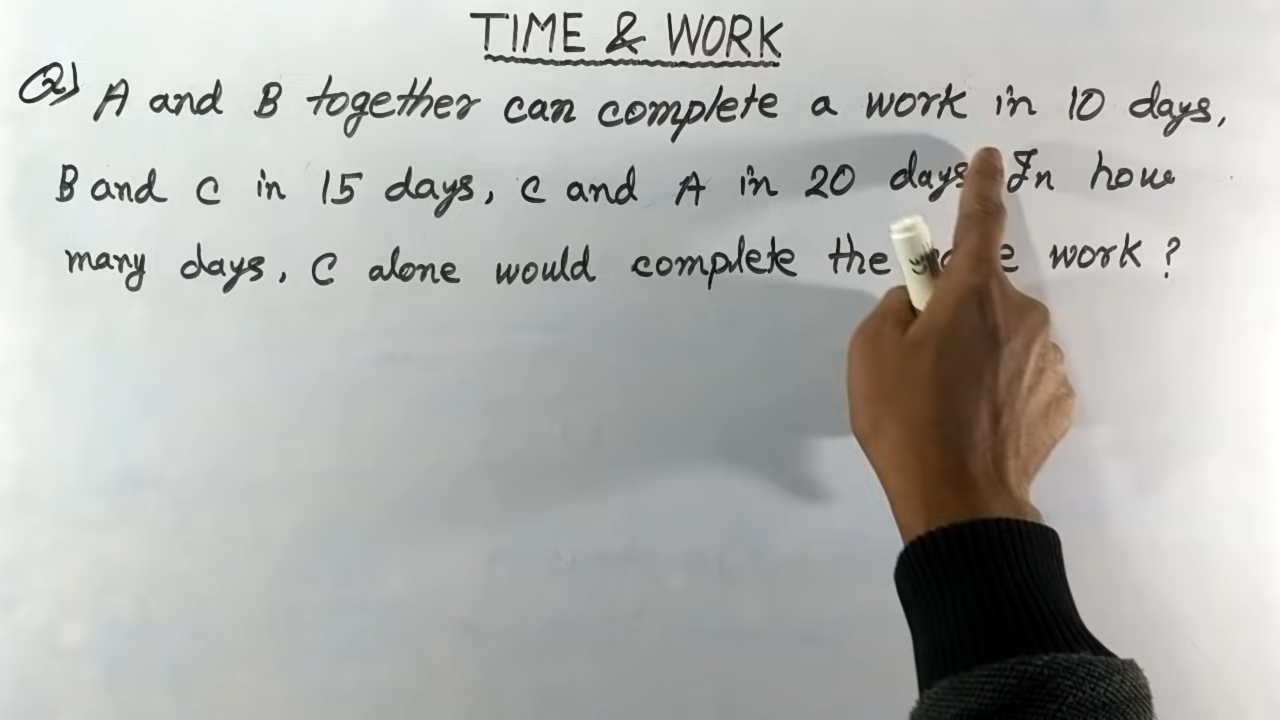 TIME & WORK
Q) A and B together can complete a work in 10 days,
B and C in 15 days, C and A in 20 days. In how
many days, C alone would complete the work ?